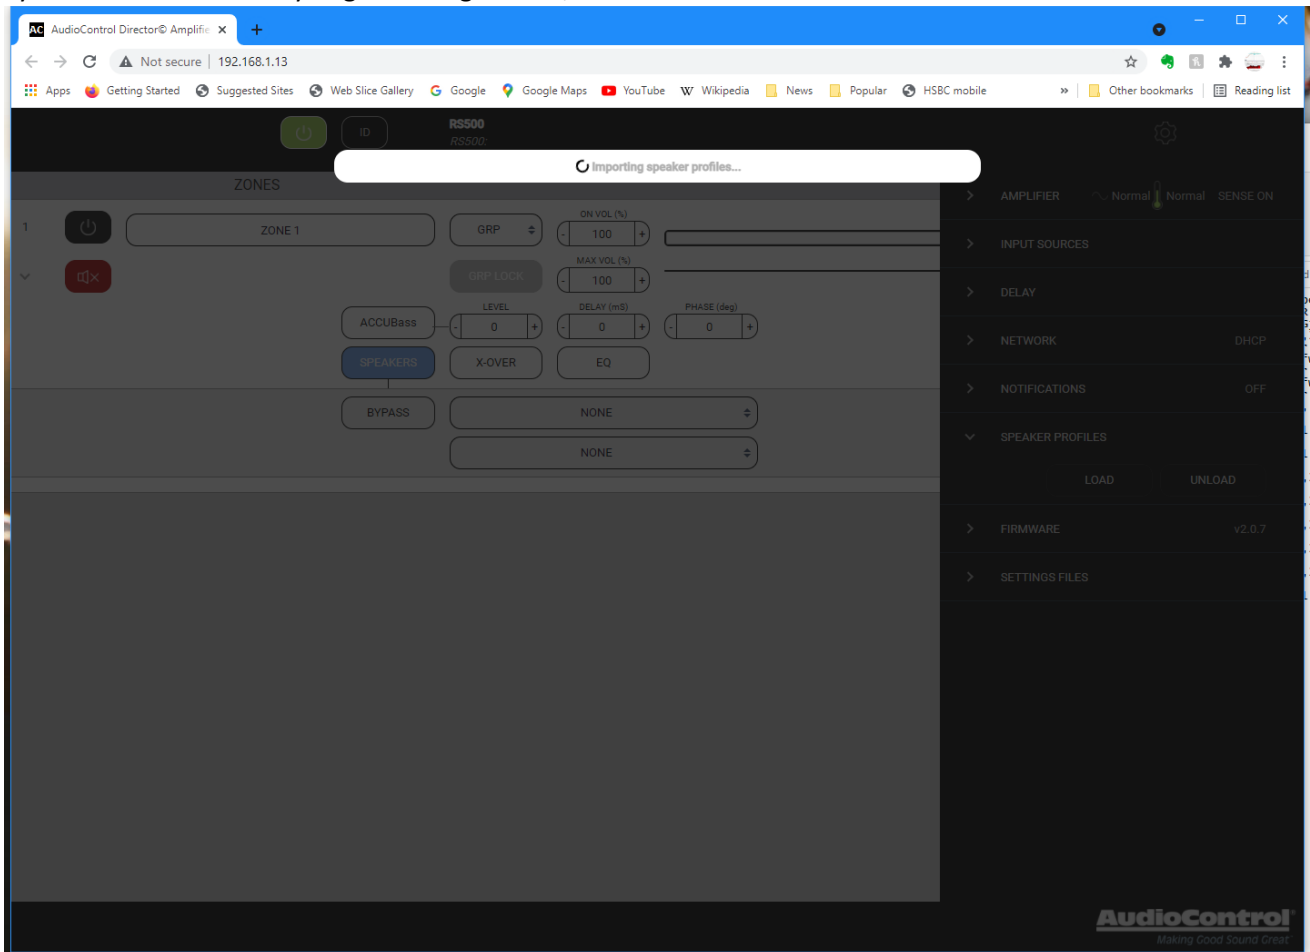 AC AudioControl Director© Amplifie
Not secure | 192.168.1.13
Apps Getting Started Suggested Sites Web Slice Gallery Google Google Maps YouTube Wikipedia News Popular HSBC mobile » Other bookmarks Reading list
ID RS500
RS500:
Importing speaker profiles...
ZONES
AMPLIFIER Normal Normal SENSE ON
1 ZONE 1 GRP ON VOL (%) - 100 +
INPUT SOURCES
GRP LOCK MAX VOL (%) - 100 +
DELAY
ACCUBass LEVEL - 0 + DELAY (mS) - 0 + PHASE (deg) - 0 +
NETWORK DHCP
SPEAKERS X-OVER EQ
NOTIFICATIONS OFF
BYPASS NONE
SPEAKER PROFILES
NONE
LOAD UNLOAD
FIRMWARE v2.0.7
SETTINGS FILES
AudioControl®
Making Good Sound Great™